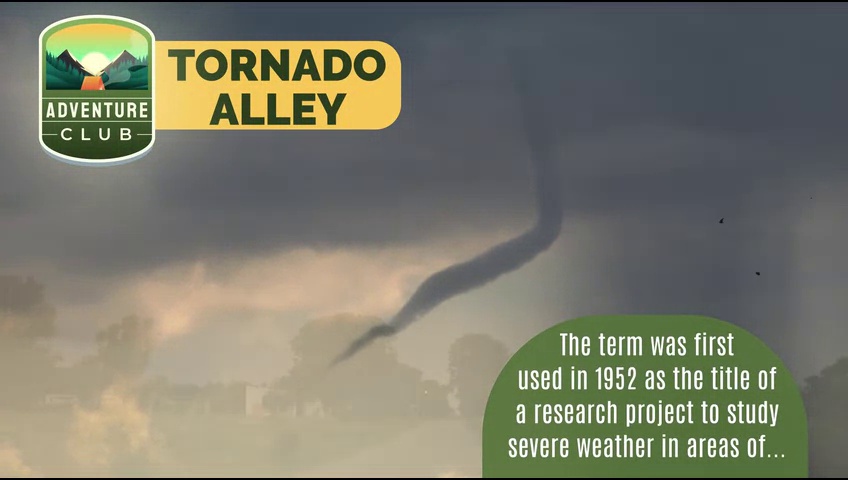 TORNADO
ALLEY
ADVENTURE
CLUB
The term was first
used in 1952 as the title of
a research project to study
severe weather in areas of...